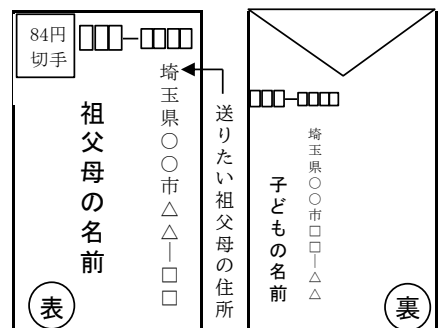 84円
切手
埼玉県○○市△△―□□
祖父母の名前
表
送りたい祖父母の住所
埼玉県○○市□□―△△
子どもの名前
裏